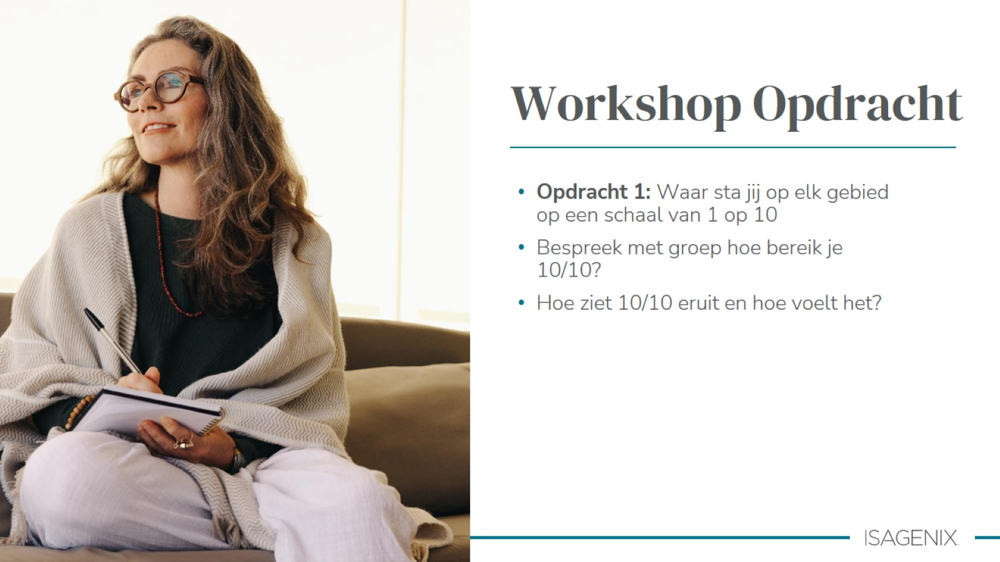 Workshop Opdracht
• Opdracht 1: Waar sta jij op elk gebied
op een schaal van 1 op 10
• Bespreek met groep hoe bereik je
10/10?
• Hoe ziet 10/10 eruit en hoe voelt het?
ISAGENIX